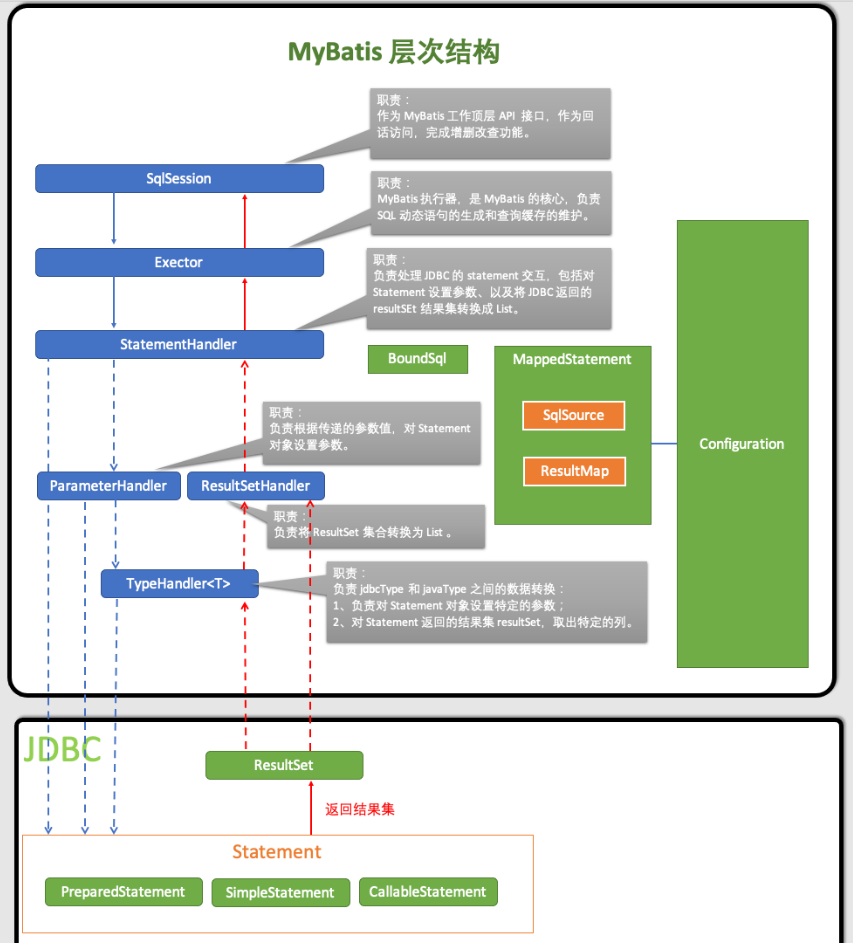 MyBatis 层次结构
职责：
作为 MyBatis 工作顶层 API 接口，作为回
话访问，完成增删改查功能。
SqlSession
职责：
MyBatis 执行器，是 MyBatis 的核心，负责
SQL 动态语句的生成和查询缓存的维护。
Exector
职责：
负责处理 JDBC 的 statement 交互，包括对
Statement 设置参数、以及将 JDBC 返回的
resultSEt 结果集转换成 List。
StatementHandler
BoundSql
MappedStatement
SqlSource
ResultMap
Configuration
职责：
负责根据传递的参数值，对 Statement
对象设置参数。
ParameterHandler
ResultSetHandler
职责：
负责将 ResultSet 集合转换为 List 。
TypeHandler<T>
职责：
负责 jdbcType 和 javaType 之间的数据转换：
1、负责对 Statement 对象设置特定的参数；
2、对 Statement 返回的结果集 resultSet，取出特定的列。
JDBC
ResultSet
返回结果集
Statement
PreparedStatement
SimpleStatement
CallableStatement